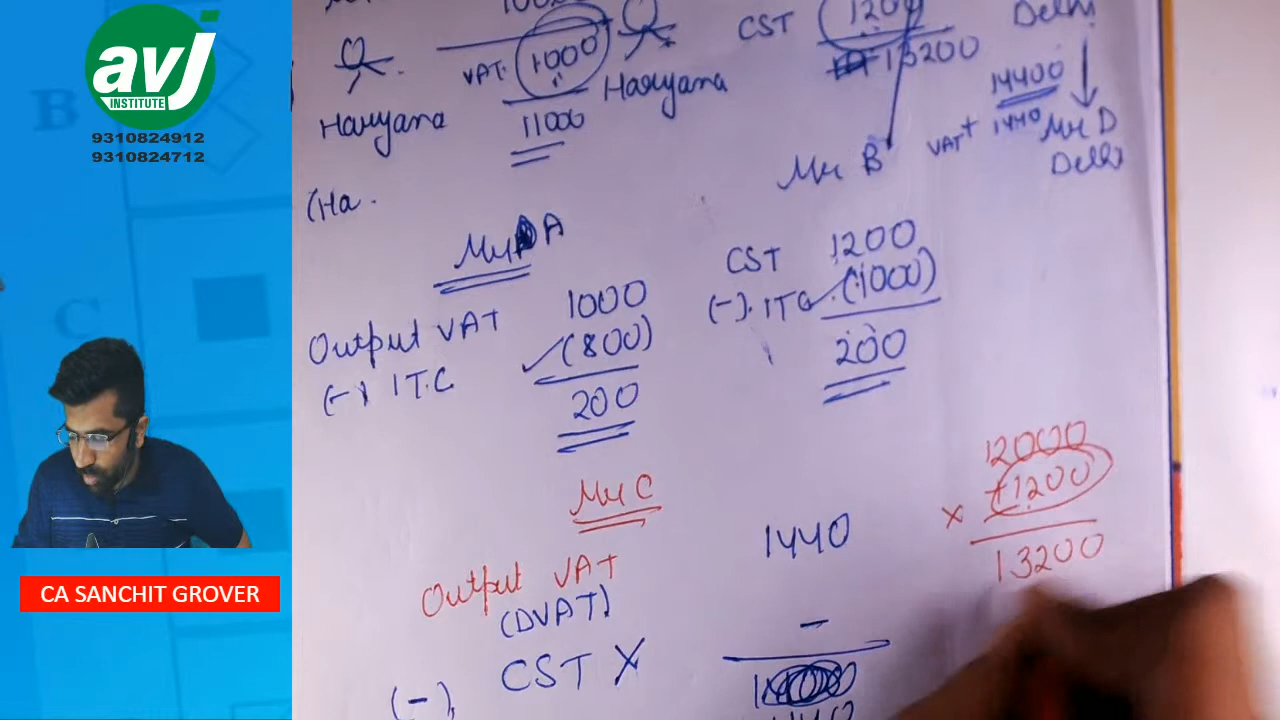 avj
INSTITUTE
9310824912
9310824712
CA SANCHIT GROVER
VAT. 1000
11000
Haryana
Haryana
(Ha.
CST 1200
13200
Delhi
14400
VAT+ 1440
Mr D
Delhi
Mr B
Mr A
Output VAT 1000
(-) ITC (800)
200
CST 1200
(-). ITC (1000)
200
Mr C
Output VAT 1440
(DVAT)
(-) CST X -
12000
+1200
X
13200